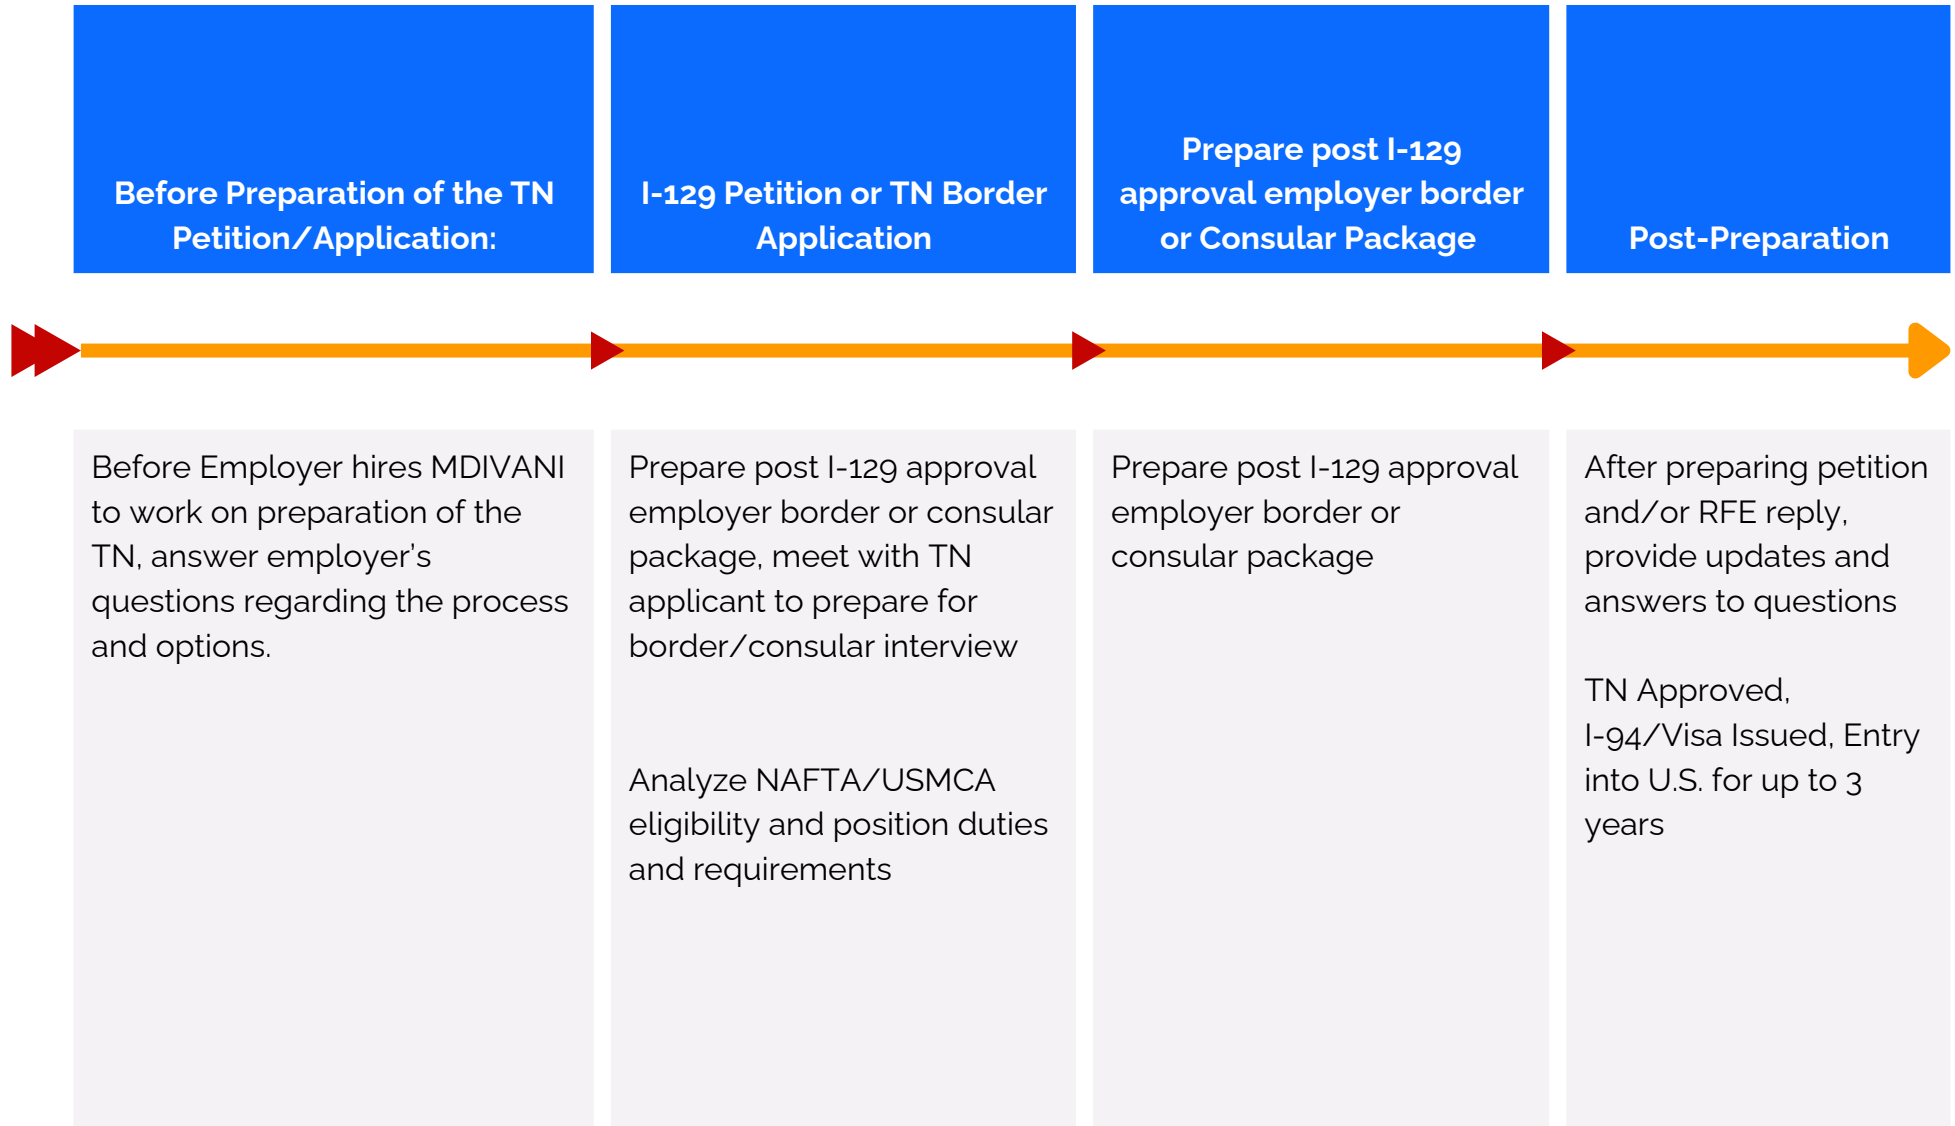 Before Preparation of the TN
Petition/Application:
I-129 Petition or TN Border
Application
Prepare post I-129
approval employer border
or Consular Package
Post-Preparation
Before Employer hires MDIVANI
to work on preparation of the
TN, answer employer’s
questions regarding the process
and options.
Prepare post I-129 approval
employer border or consular
package, meet with TN
applicant to prepare for
border/consular interview
Analyze NAFTA/USMCA
eligibility and position duties
and requirements
Prepare post I-129 approval
employer border or
consular package
After preparing petition
and/or RFE reply,
provide updates and
answers to questions
TN Approved,
I-94/Visa Issued, Entry
into U.S. for up to 3
years